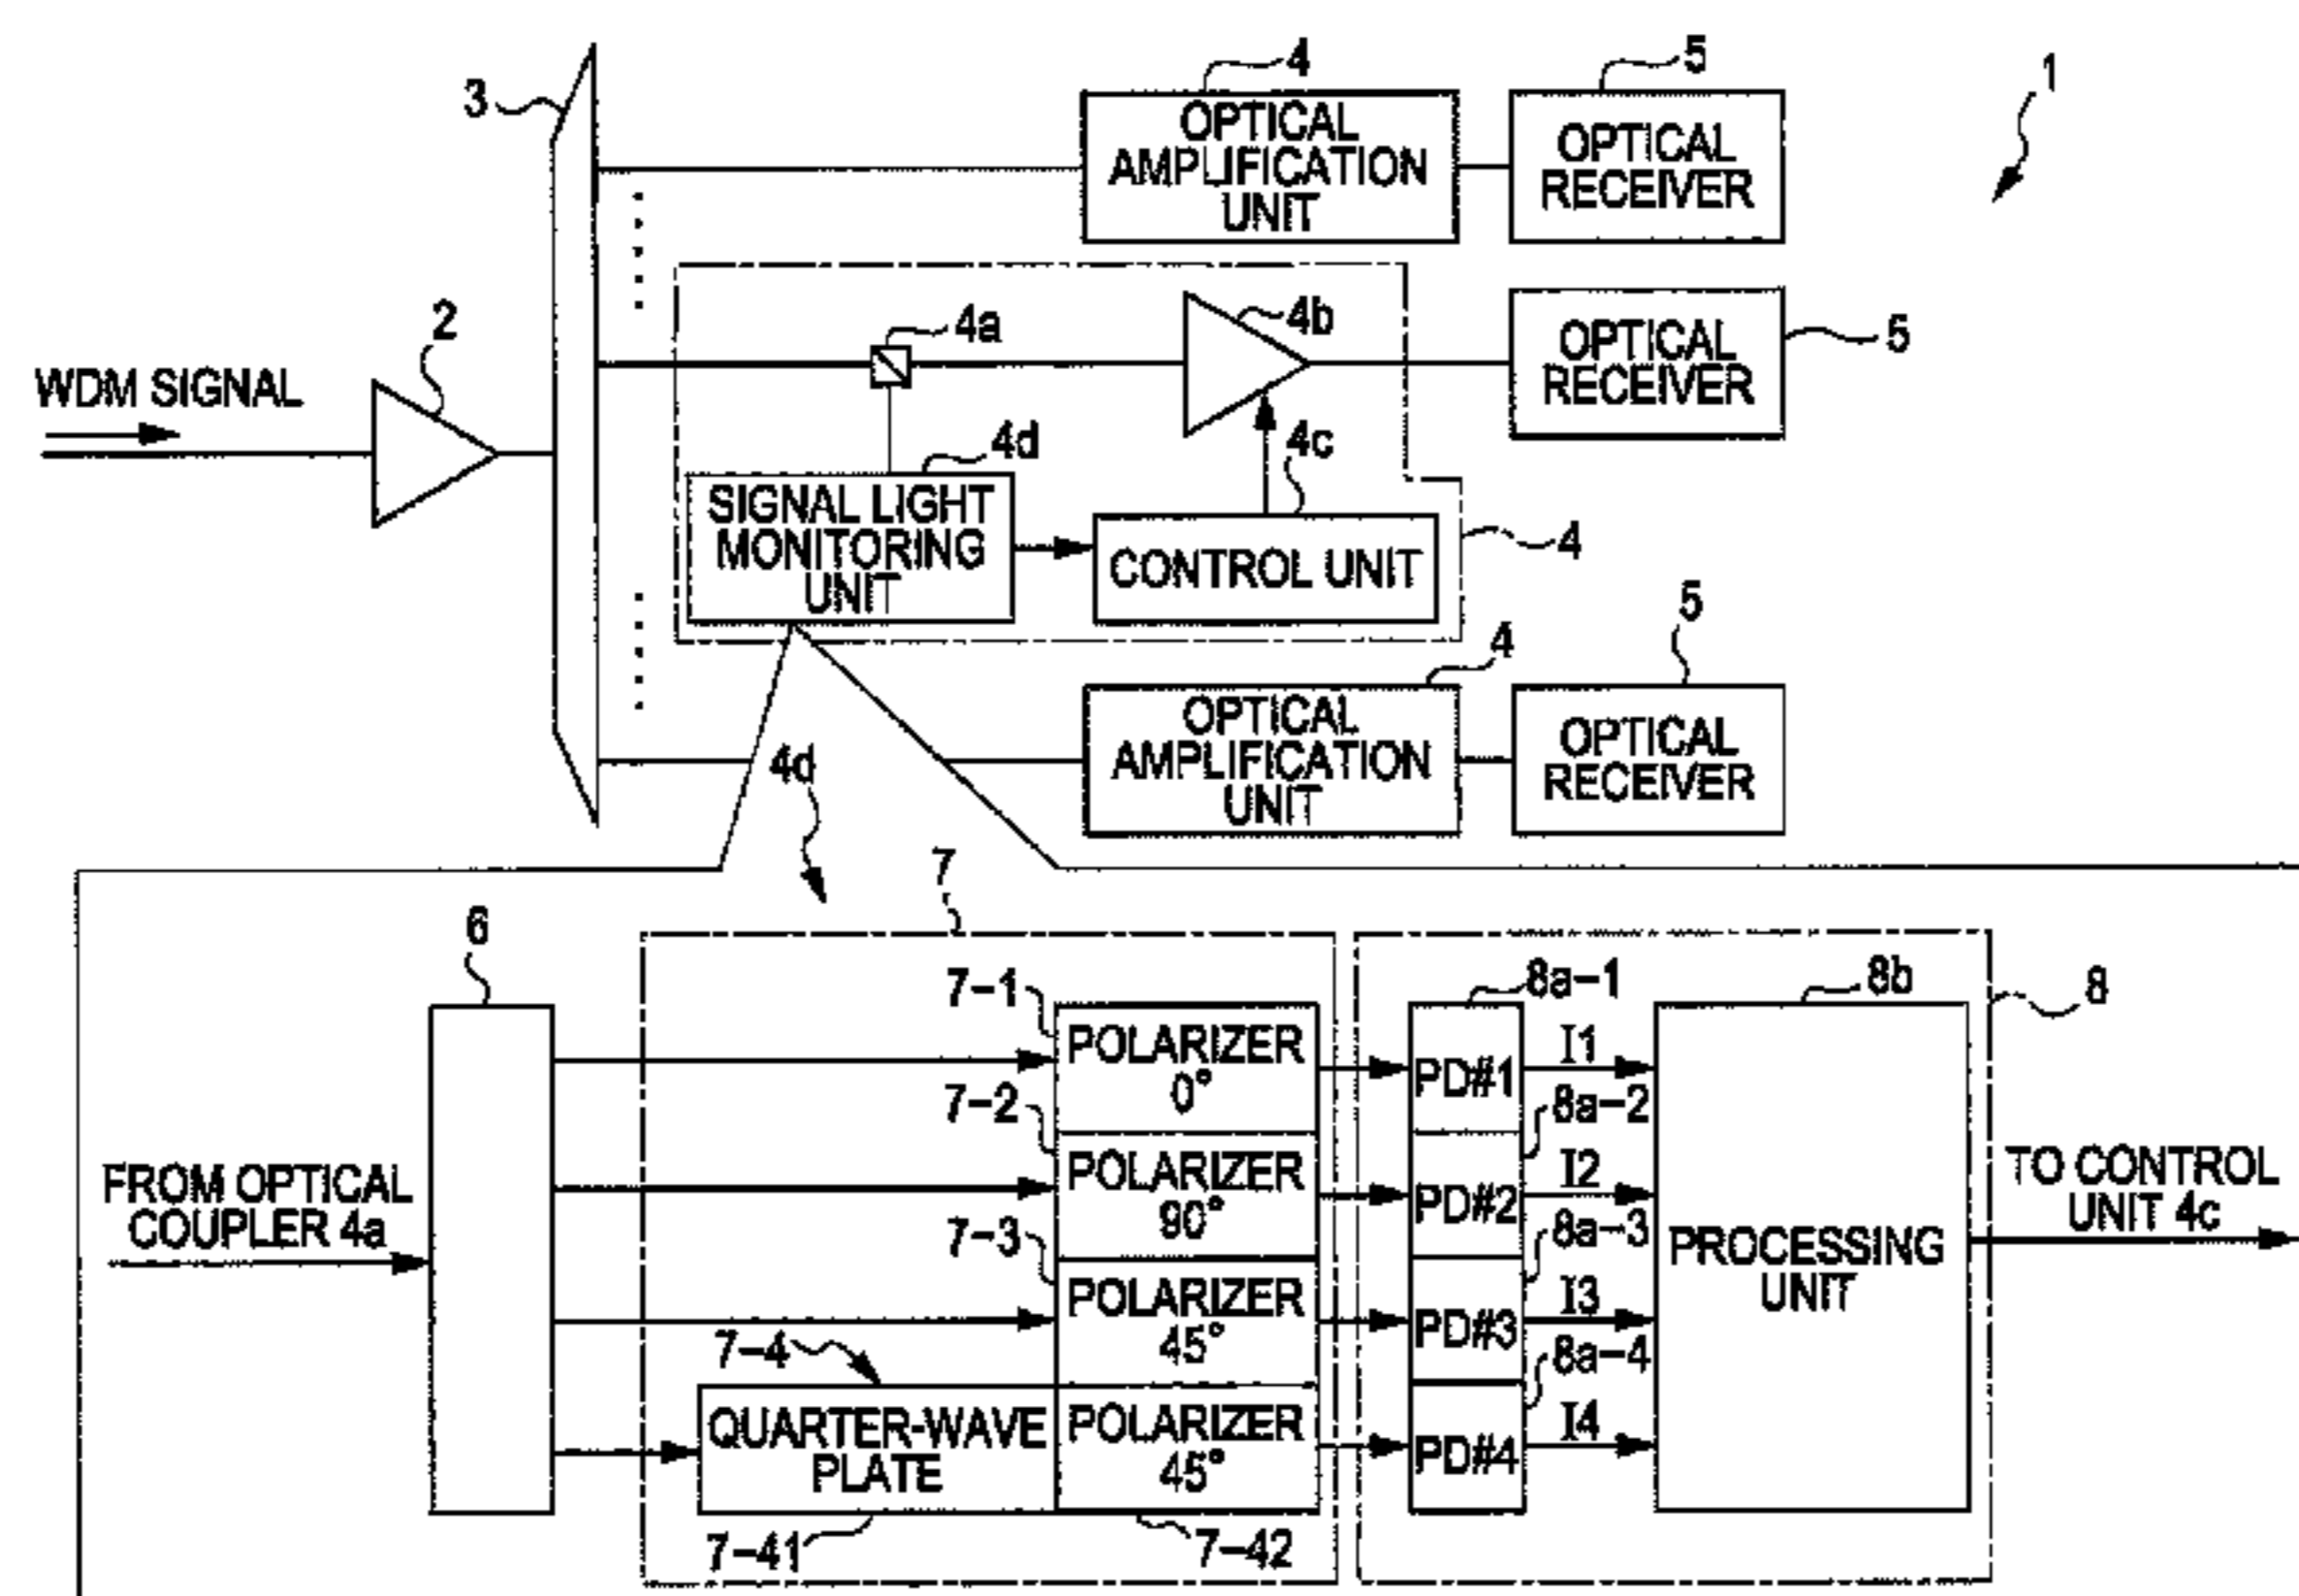 1
3
4
5
OPTICAL
AMPLIFICATION
UNIT
OPTICAL
RECEIVER
2
WDM SIGNAL
4a
4b
OPTICAL
RECEIVER
5
4d
4c
SIGNAL LIGHT
MONITORING
UNIT
CONTROL UNIT
4
4
5
OPTICAL
AMPLIFICATION
UNIT
OPTICAL
RECEIVER
4d
6
7
7-1
POLARIZER
0°
7-2
POLARIZER
90°
7-3
POLARIZER
45°
7-4
QUARTER-WAVE
PLATE
POLARIZER
45°
7-41
7-42
FROM OPTICAL
COUPLER 4a
8a-1
8b
8
PD#1
I1
8a-2
PD#2
I2
8a-3
PD#3
I3
8a-4
PD#4
I4
PROCESSING
UNIT
TO CONTROL
UNIT 4c